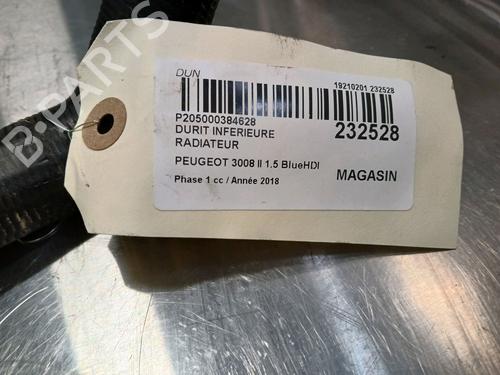 B-PARTS
DUN
19210201 232528
P205000384628
DURIT INFERIEURE
RADIATEUR
232528
PEUGEOT 3008 II 1.5 BlueHDI
Phase 1 cc / Année 2018
MAGASIN